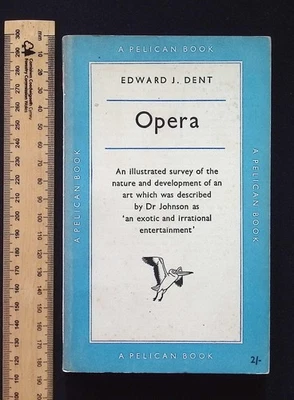 A PELICAN BOOK
EDWARD J. DENT
Opera
An illustrated survey of the
nature and development of an
art which was described
by Dr Johnson as
'an exotic and irrational
entertainment'
A PELICAN BOOK
A PELICAN BOOK
A PELICAN BOOK
2/-